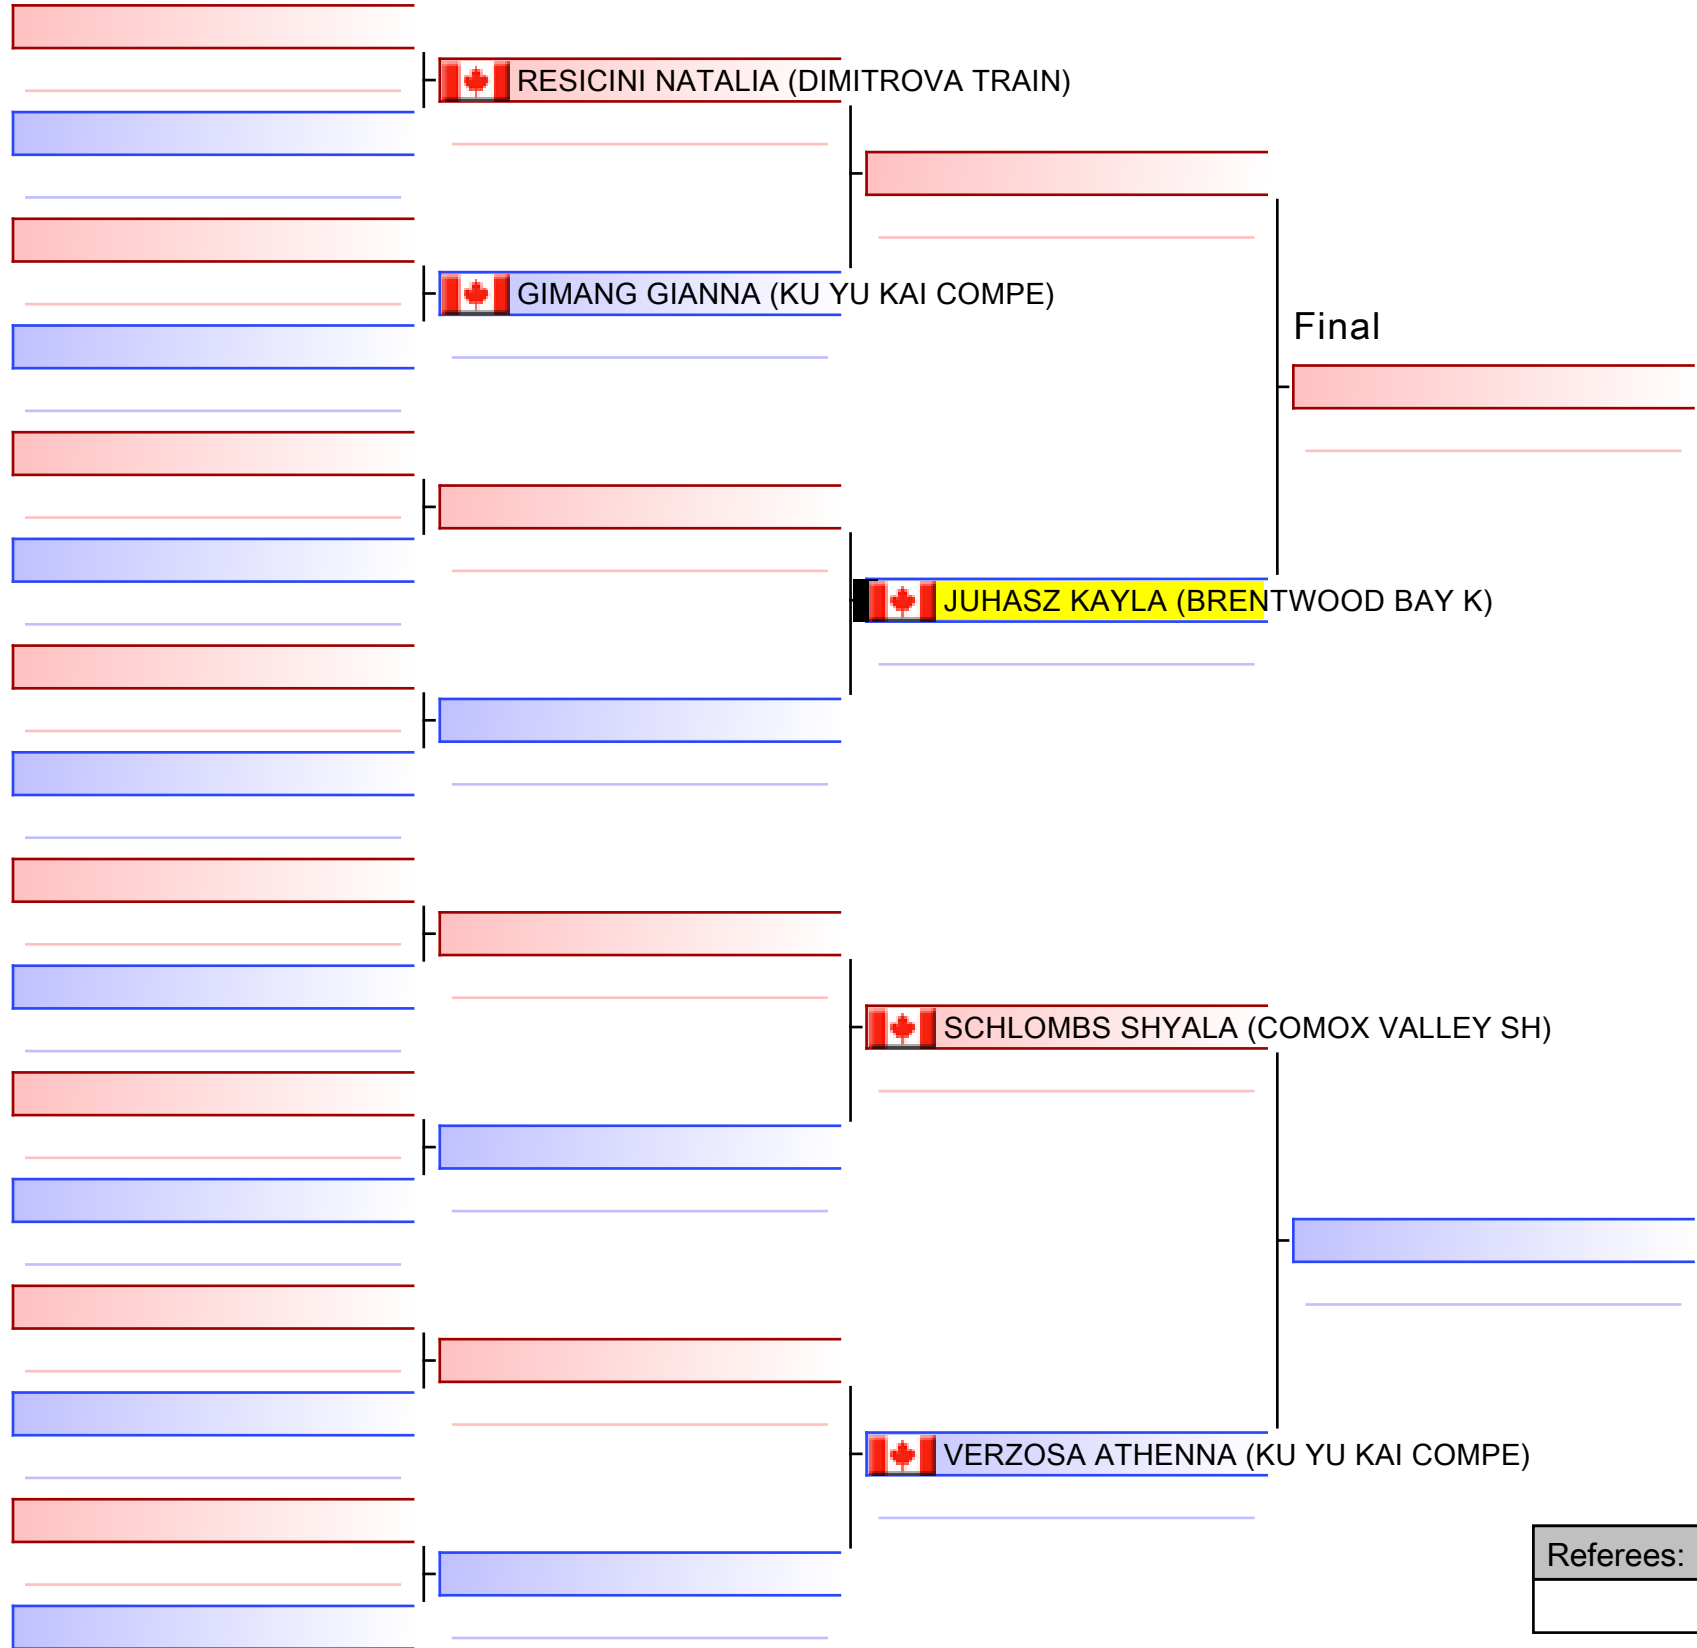 RESICINI NATALIA (DIMITROVA TRAIN)
GIMANG GIANNA (KU YU KAI COMPE)
Final
JUHASZ KAYLA (BRENTWOOD BAY K)
SCHLOMBS SHYALA (COMOX VALLEY SH)
VERZOSA ATHENNA (KU YU KAI COMPE)
Referees: